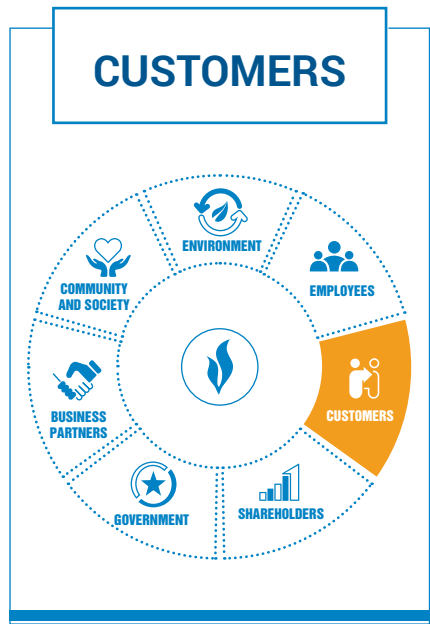 CUSTOMERS
ENVIRONMENT
EMPLOYEES
CUSTOMERS
SHAREHOLDERS
GOVERNMENT
BUSINESS
PARTNERS
COMMUNITY
AND SOCIETY